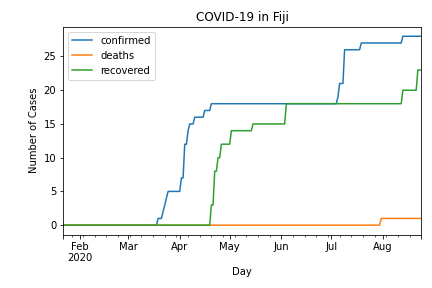 COVID-19 in Fiji
confirmed
deaths
recovered
Number of Cases
25
20
15
10
5
0
Feb Mar Apr May Jun Jul Aug
2020
Day